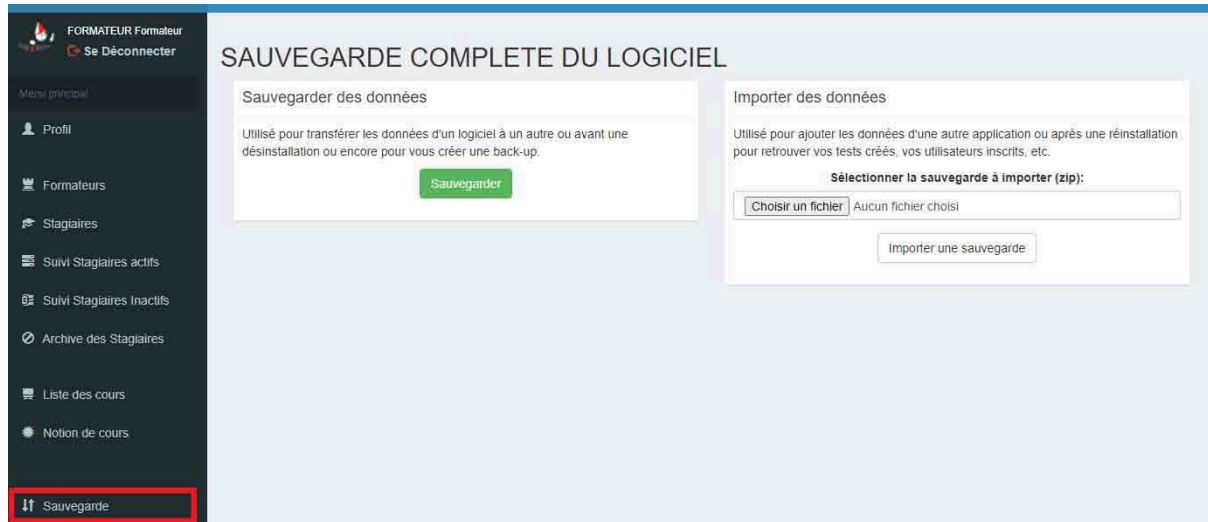 FORMATEUR Formateur
Se Déconnecter
Menu principal
Profil
Formateurs
Stagiaires
Suivi Stagiaires actifs
Suivi Stagiaires Inactifs
Archive des Stagiaires
Liste des cours
Notion de cours
Sauvegarde
SAUVEGARDE COMPLETE DU LOGICIEL
Sauvegarder des données
Utilisé pour transférer les données d'un logiciel à un autre ou avant une
désinstallation ou encore pour vous créer une back-up.
Sauvegarder
Importer des données
Utilisé pour ajouter les données d'une autre application ou après une réinstallation
pour retrouver vos tests créés, vos utilisateurs inscrits, etc.
Sélectionner la sauvegarde à importer (zip):
Choisir un fichier Aucun fichier choisi
Importer une sauvegarde